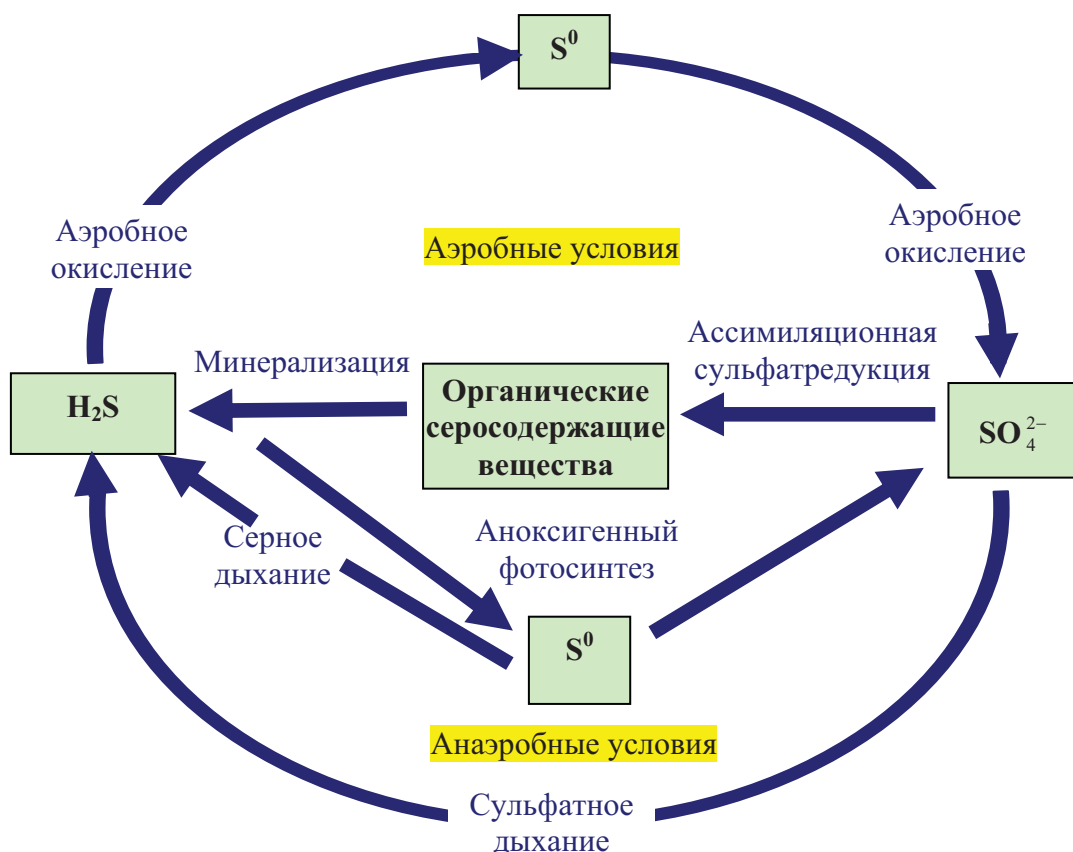 S⁰
Аэробное
окисление
Аэробное
окисление
Аэробные условия
Ассимиляционная
сульфатредукция
Минерализация
H₂S
Органические
серосодержащие
вещества
SO₄²⁻
Серное
дыхание
Аноксигенный
фотосинтез
S⁰
Анаэробные условия
Сульфатное
дыхание